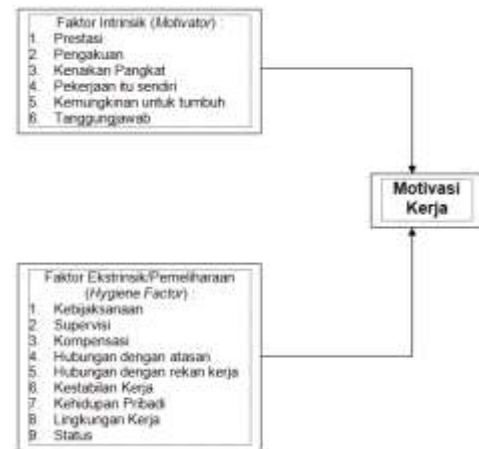 Faktor Intrinsik (Motivator) :
1. Prestasi
2. Pengakuan
3. Kenaikan Pangkat
4. Pekerjaan itu sendiri
5. Kemungkinan untuk tumbuh
6. Tanggungjawab
Motivasi
Kerja
Faktor Ekstrinsik/Pemeliharaan
(Hygiene Factor) :
1. Kebijaksanaan
2. Supervisi
3. Kompensasi
4. Hubungan dengan atasan
5. Hubungan dengan rekan kerja
6. Kestabilan Kerja
7. Kehidupan Pribadi
8. Lingkungan Kerja
9. Status